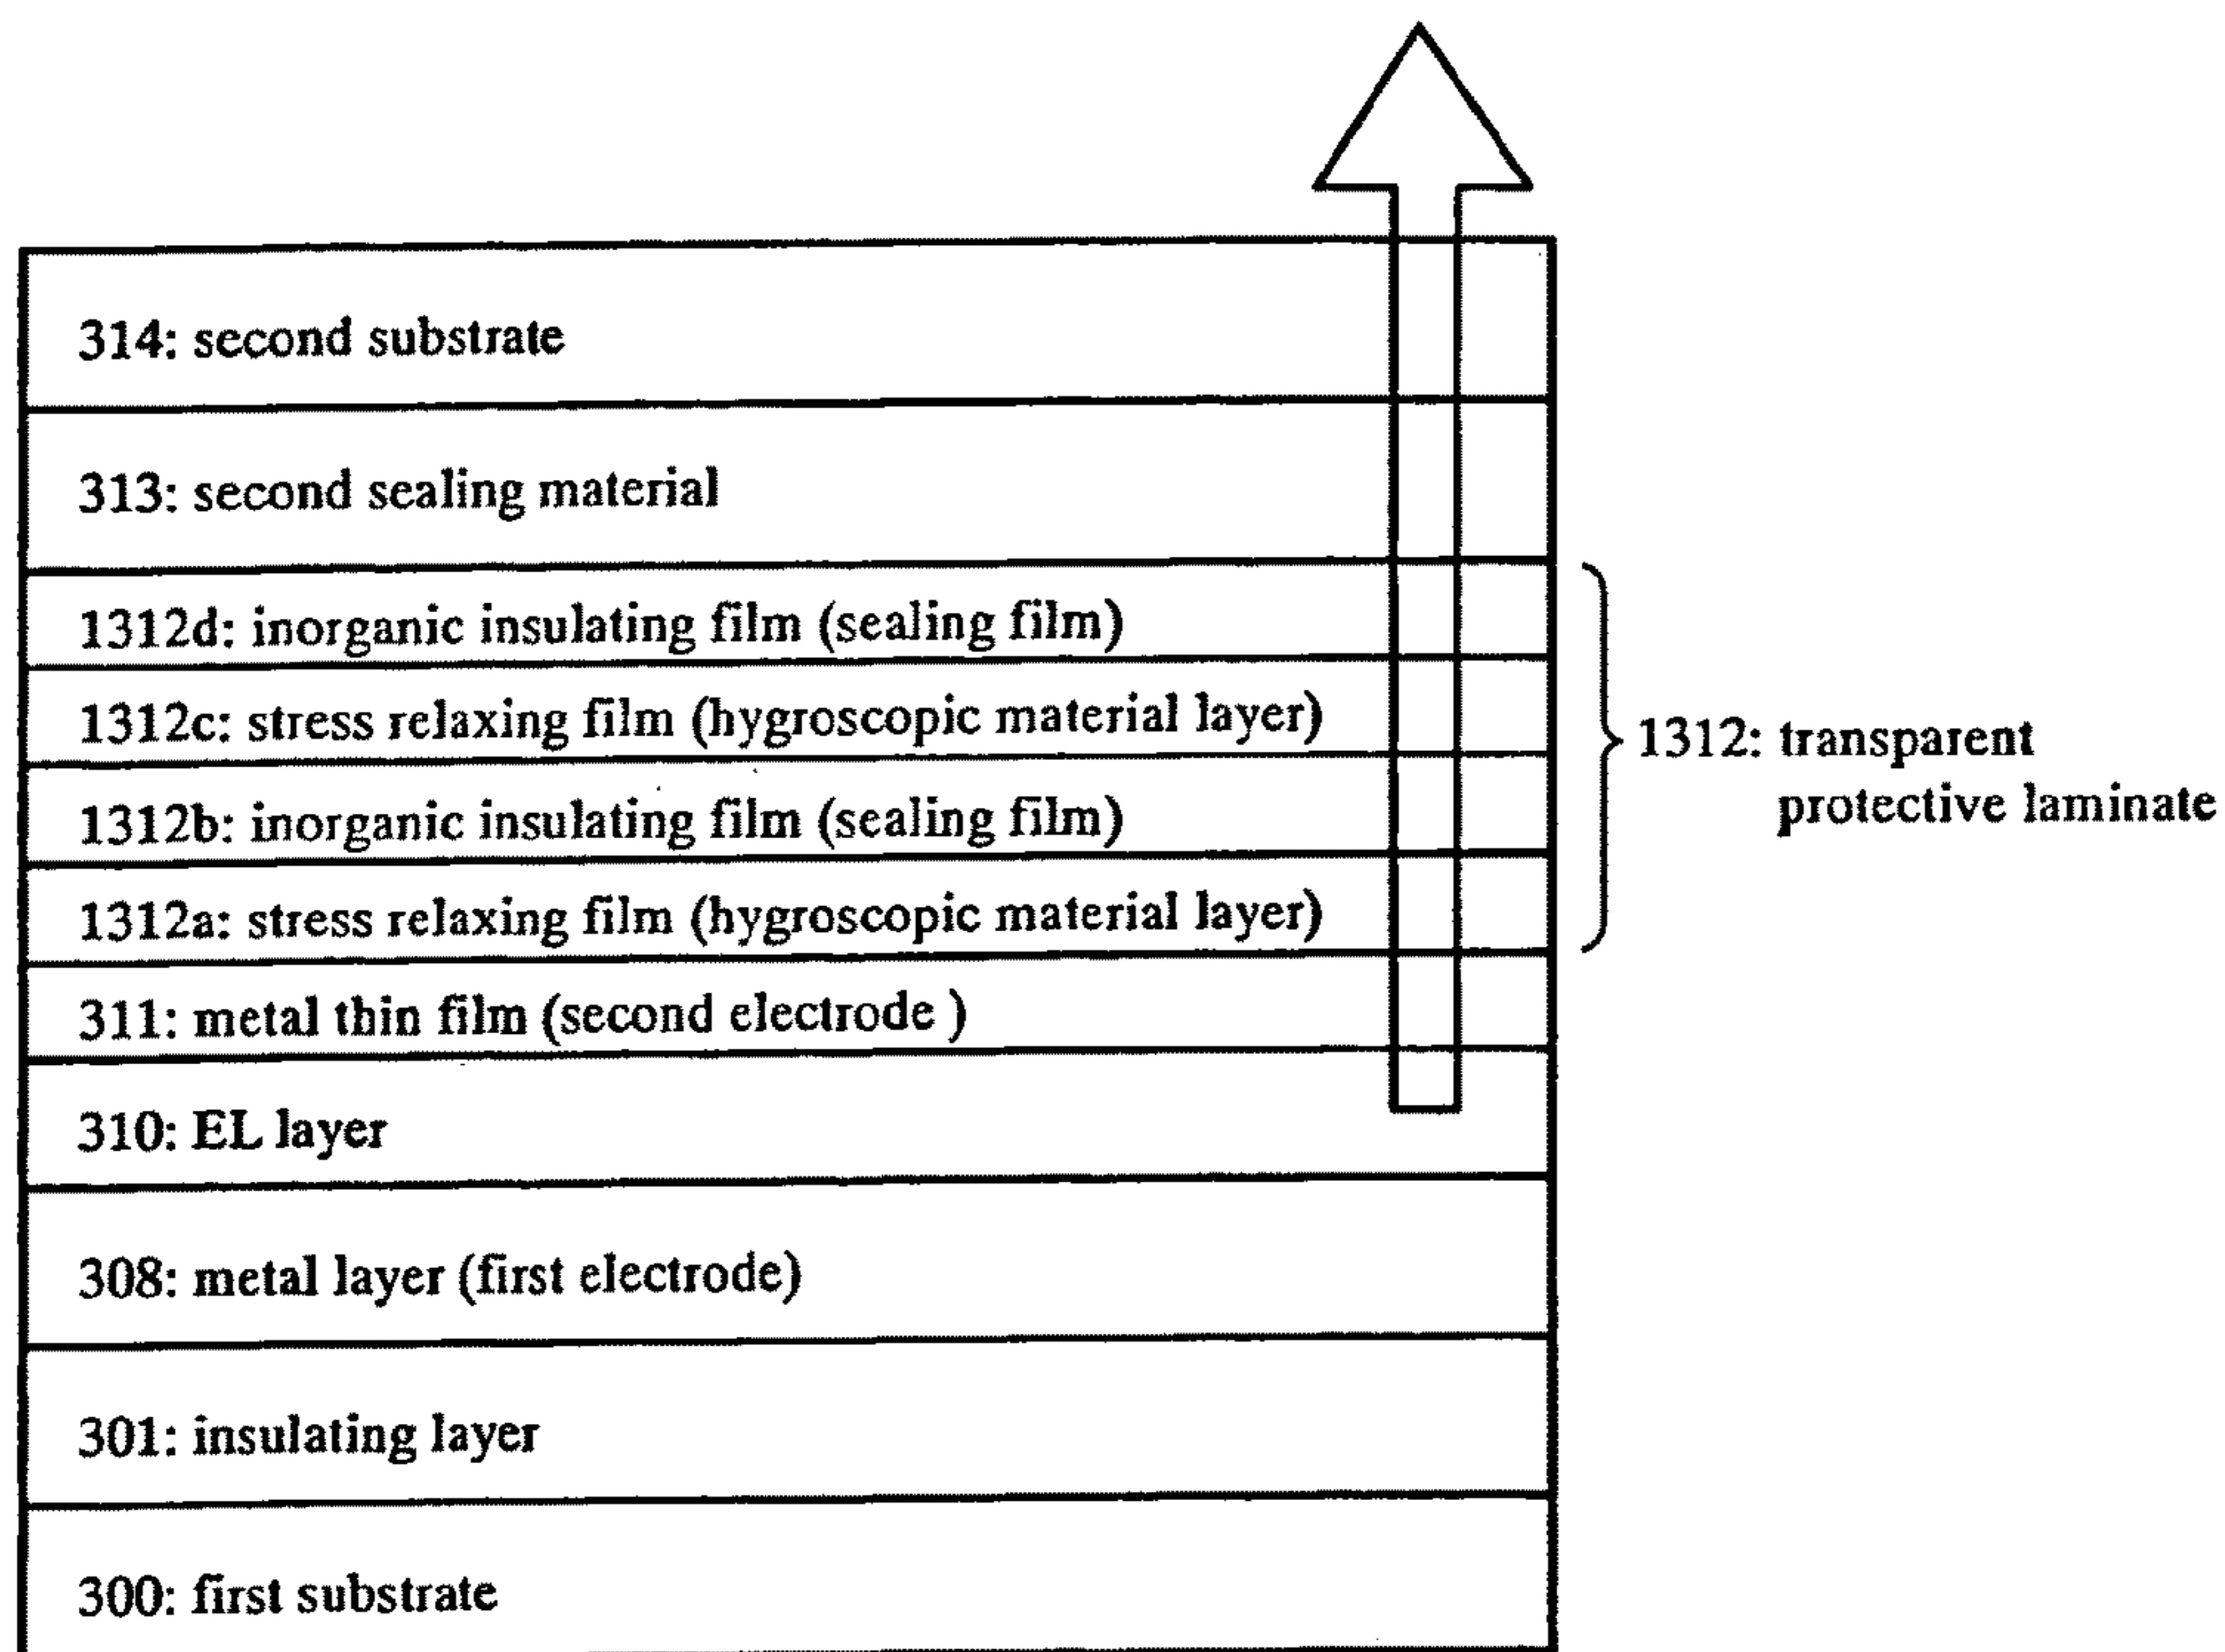 314: second substrate
313: second sealing material
1312d: inorganic insulating film (sealing film)
1312c: stress relaxing film (hygroscopic material layer)
1312b: inorganic insulating film (sealing film)
1312a: stress relaxing film (hygroscopic material layer)
1312: transparent
protective laminate
311: metal thin film (second electrode )
310: EL layer
308: metal layer (first electrode)
301: insulating layer
300: first substrate